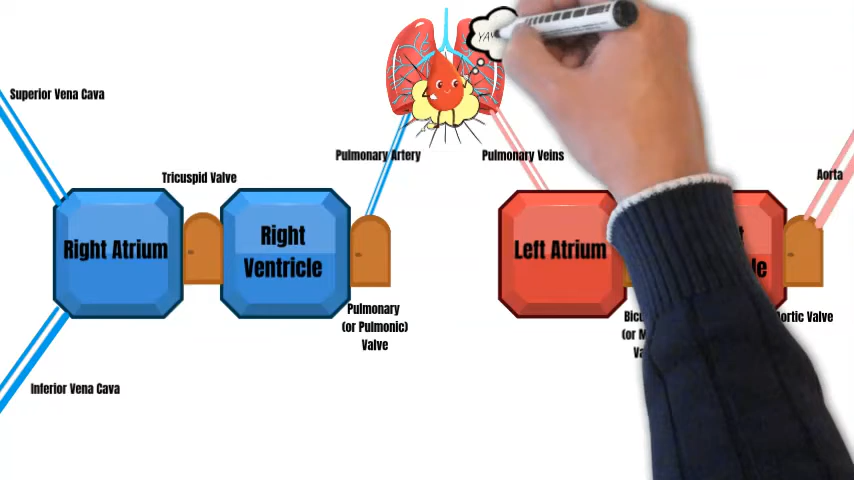 Superior Vena Cava
Tricuspid Valve
Pulmonary Artery
Pulmonary Veins
Aorta
Right Atrium
Right
Ventricle
Left Atrium
Pulmonary
(or Pulmonic)
Valve
Aortic Valve
Inferior Vena Cava